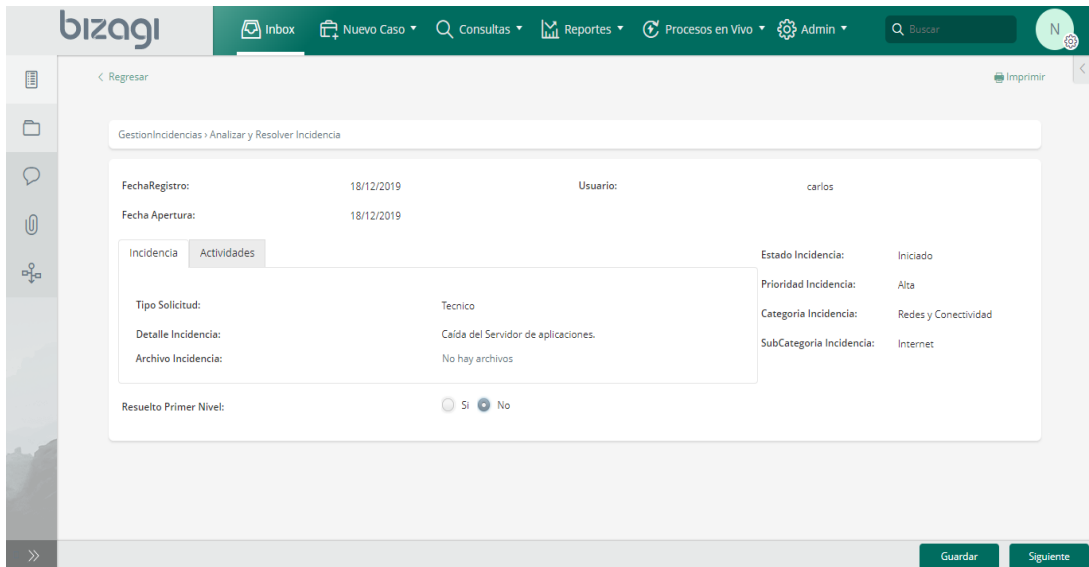 bizagi
Inbox Nuevo Caso Consultas Reportes Procesos en Vivo Admin Buscar N
Regresar Imprimir
GestionIncidencias › Analizar y Resolver Incidencia
FechaRegistro: 18/12/2019 Usuario: carlos
Fecha Apertura: 18/12/2019
Incidencia Actividades
Estado Incidencia: Iniciado
Prioridad Incidencia: Alta
Categoria Incidencia: Redes y Conectividad
SubCategoria Incidencia: Internet
Tipo Solicitud: Tecnico
Detalle Incidencia: Caída del Servidor de aplicaciones.
Archivo Incidencia: No hay archivos
Resuelto Primer Nivel: Si No
Guardar Siguiente